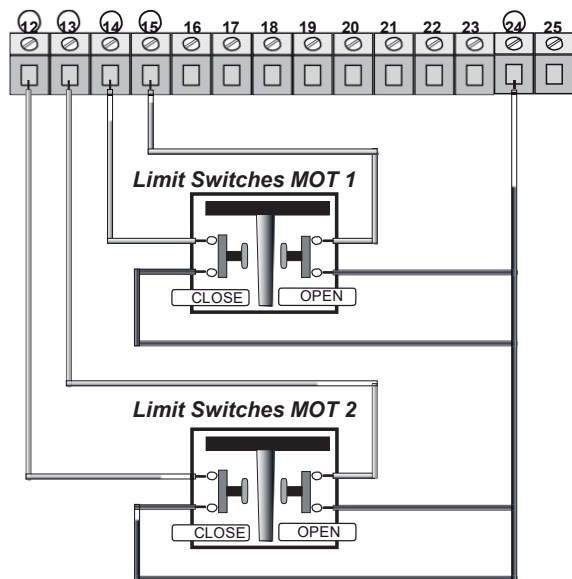 12 13 14 15 16 17 18 19 20 21 22 23 24 25
Limit Switches MOT 1
CLOSE OPEN
Limit Switches MOT 2
CLOSE OPEN